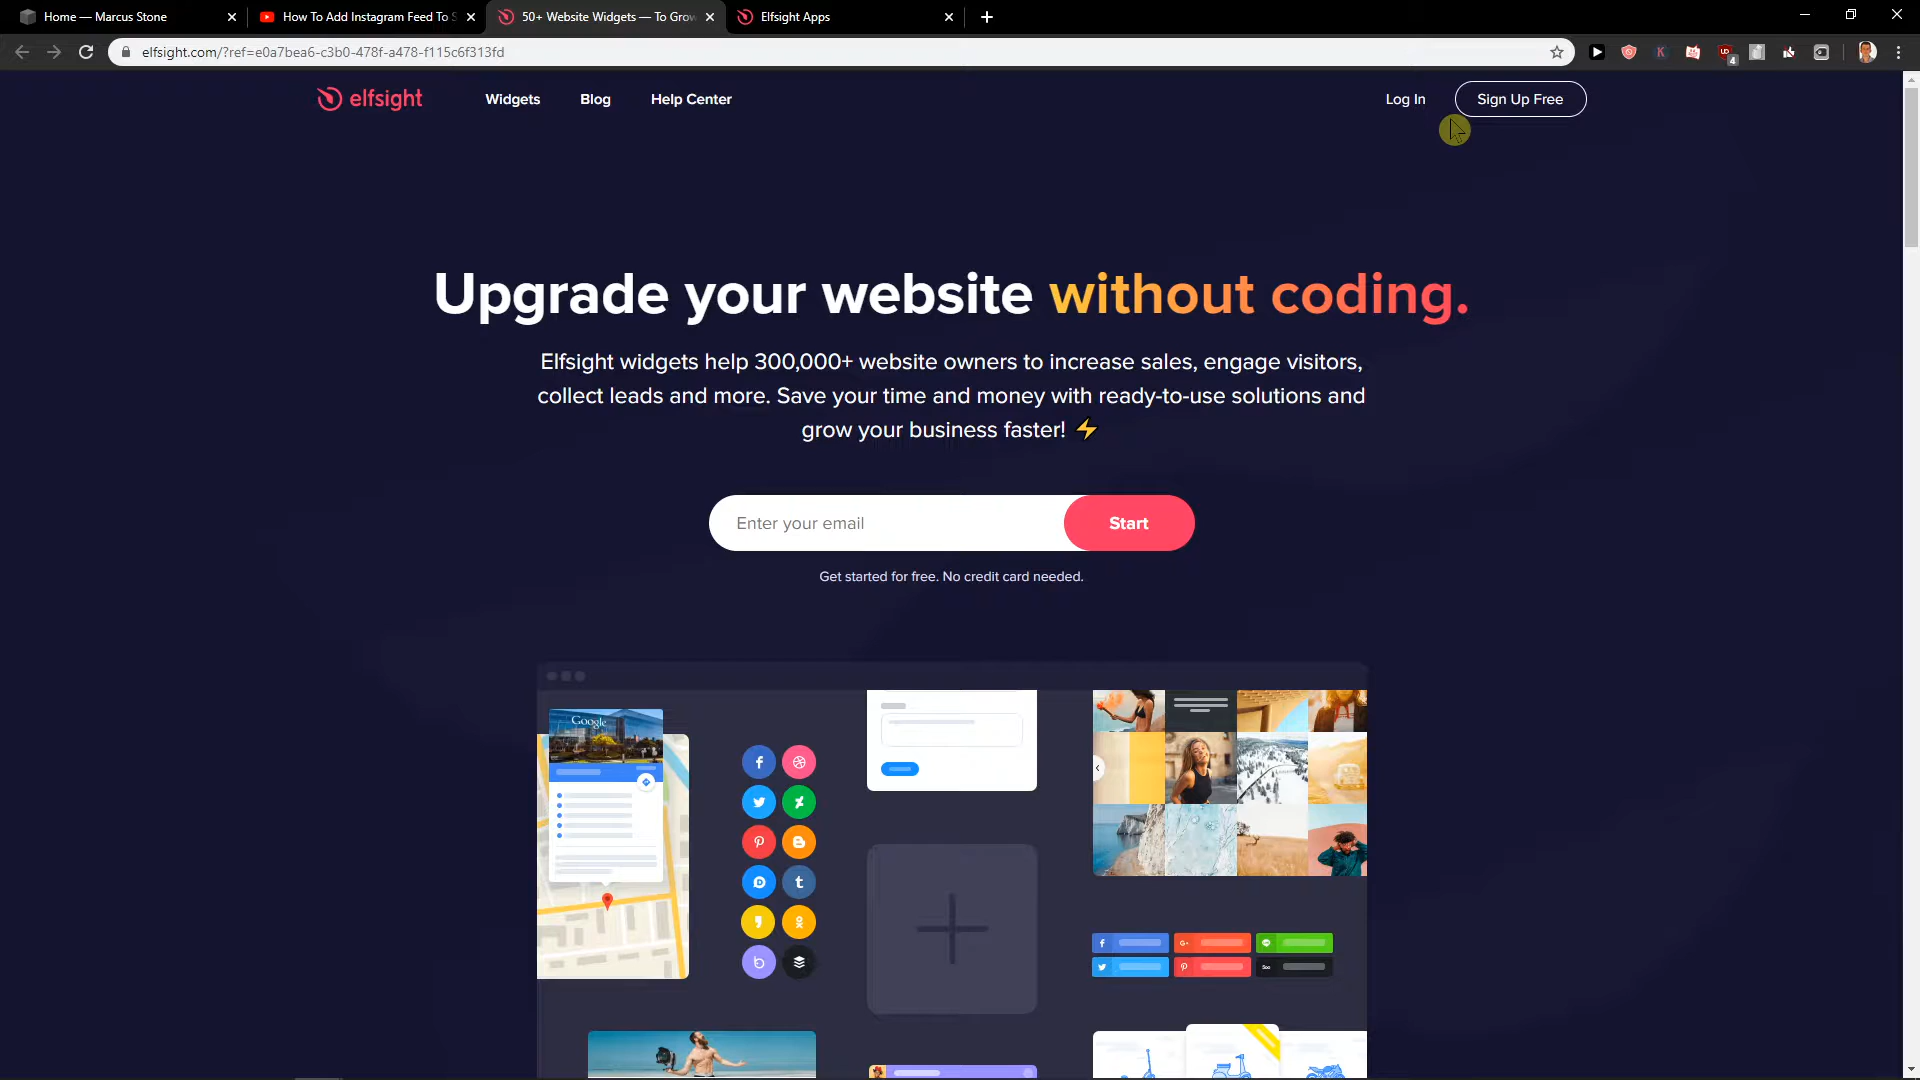 Home — Marcus Stone
How To Add Instagram Feed To S
50+ Website Widgets — To Grow
Elfsight Apps
elfsight.com/?ref=e0a7bea6-c3b0-478f-a478-f115c6f313fd
4
elfsight
Widgets
Blog
Help Center
Log In
Sign Up Free
Upgrade your website without coding.
Elfsight widgets help 300,000+ website owners to increase sales, engage visitors,
collect leads and more. Save your time and money with ready-to-use solutions and
grow your business faster! ⚡
Enter your email
Start
Get started for free. No credit card needed.
Google